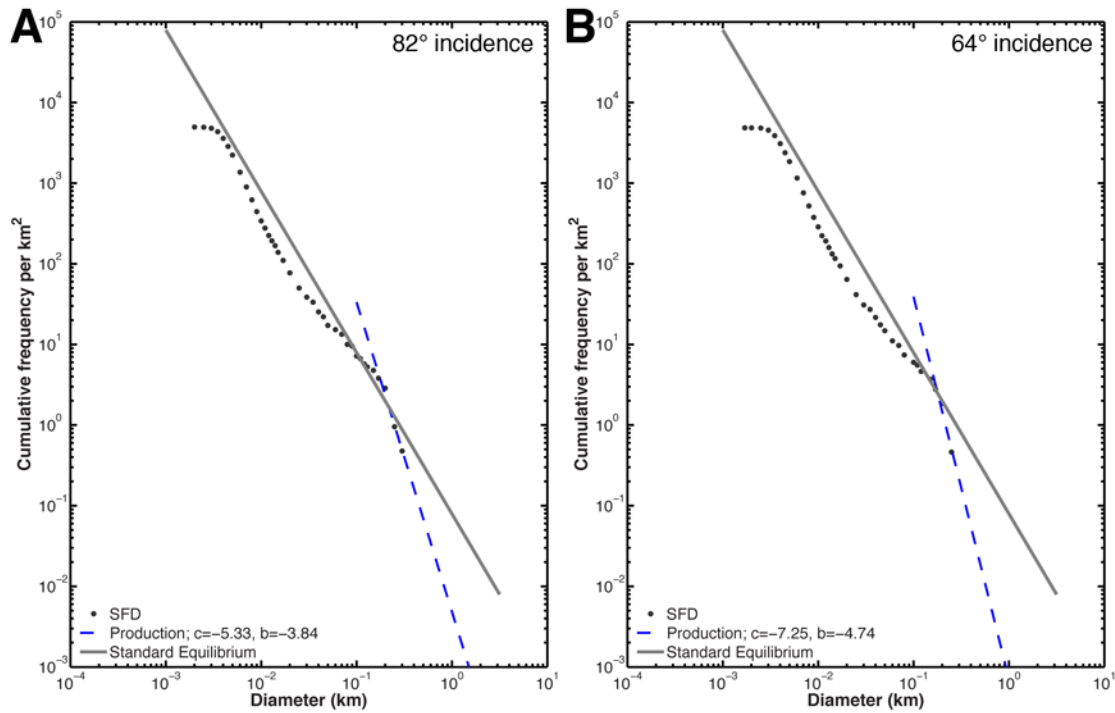 A
82° incidence
10^5
10^4
10^3
10^2
10^1
10^0
10^−1
10^−2
10^−3
Cumulative frequency per km^2
SFD
Production; c=−5.33, b=−3.84
Standard Equilibrium
10^−4
10^−3
10^−2
10^−1
10^0
10^1
Diameter (km)
B
64° incidence
10^5
10^4
10^3
10^2
10^1
10^0
10^−1
10^−2
10^−3
Cumulative frequency per km^2
SFD
Production; c=−7.25, b=−4.74
Standard Equilibrium
10^−4
10^−3
10^−2
10^−1
10^0
10^1
Diameter (km)